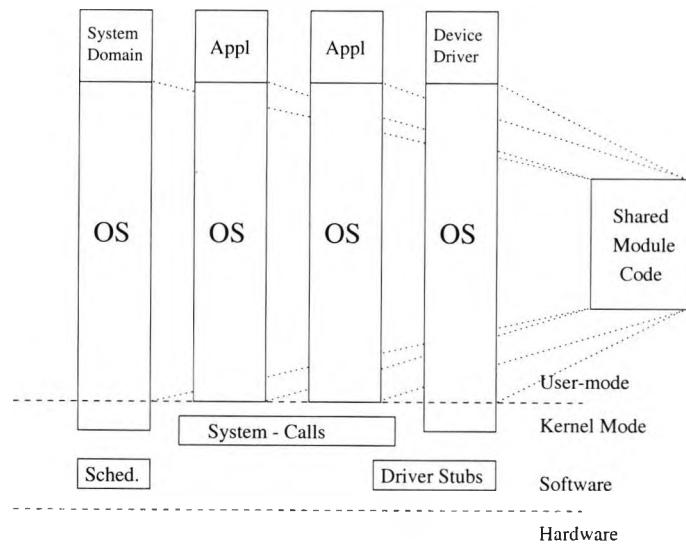 System
Domain
Appl
Appl
Device
Driver
OS
OS
OS
OS
Shared
Module
Code
User-mode
Kernel Mode
System - Calls
Sched.
Driver Stubs
Software
Hardware